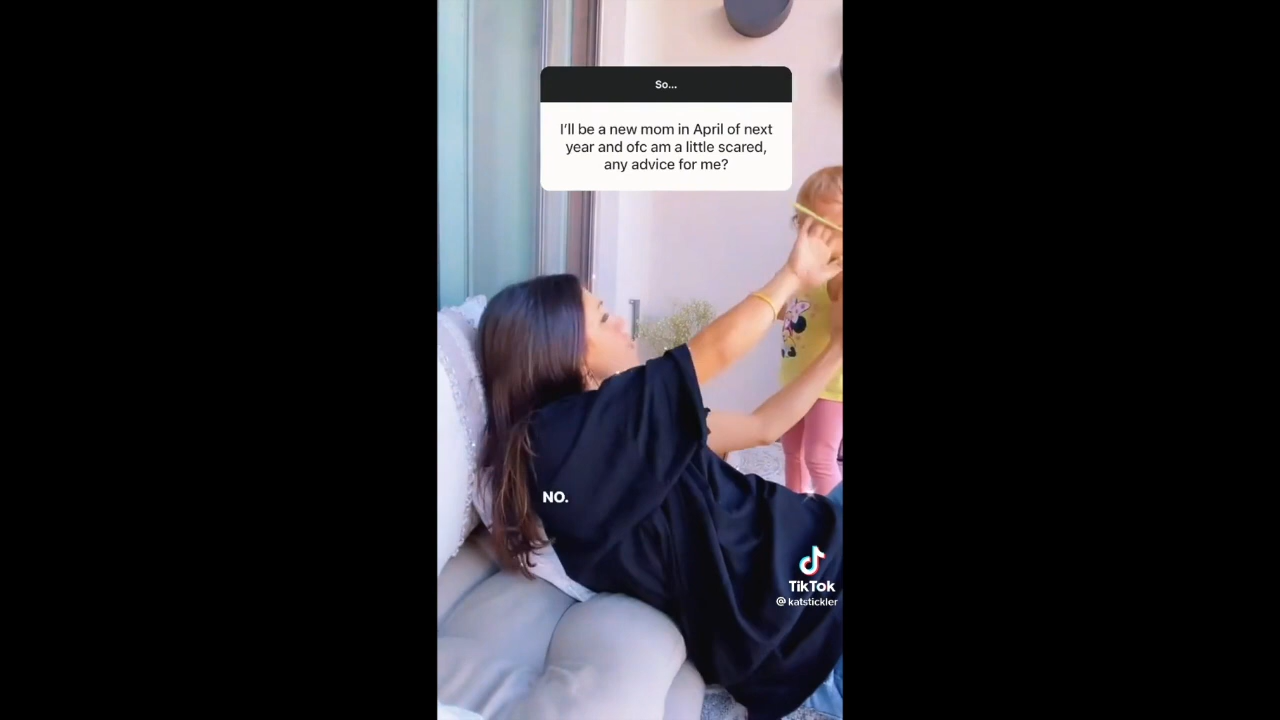 So...
I'll be a new mom in April of next
year and ofc am a little scared,
any advice for me?
NO.
TikTok
@ katstickler